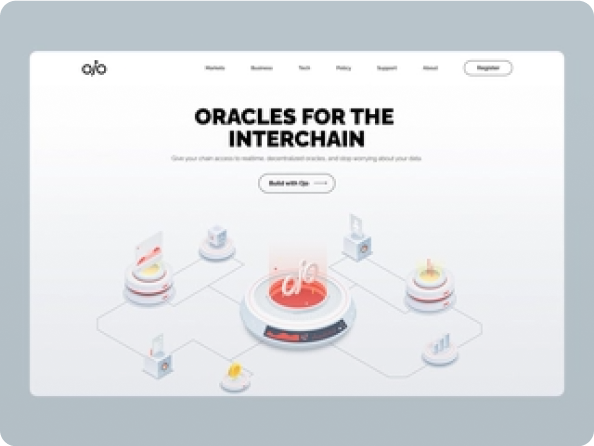 ojo
Markets
Business
Tech
Policy
Support
About
Register
ORACLES FOR THE
INTERCHAIN
Give your chain access to realtime, decentralized oracles, and stop worrying about your data.
Build with Ojo
ojo